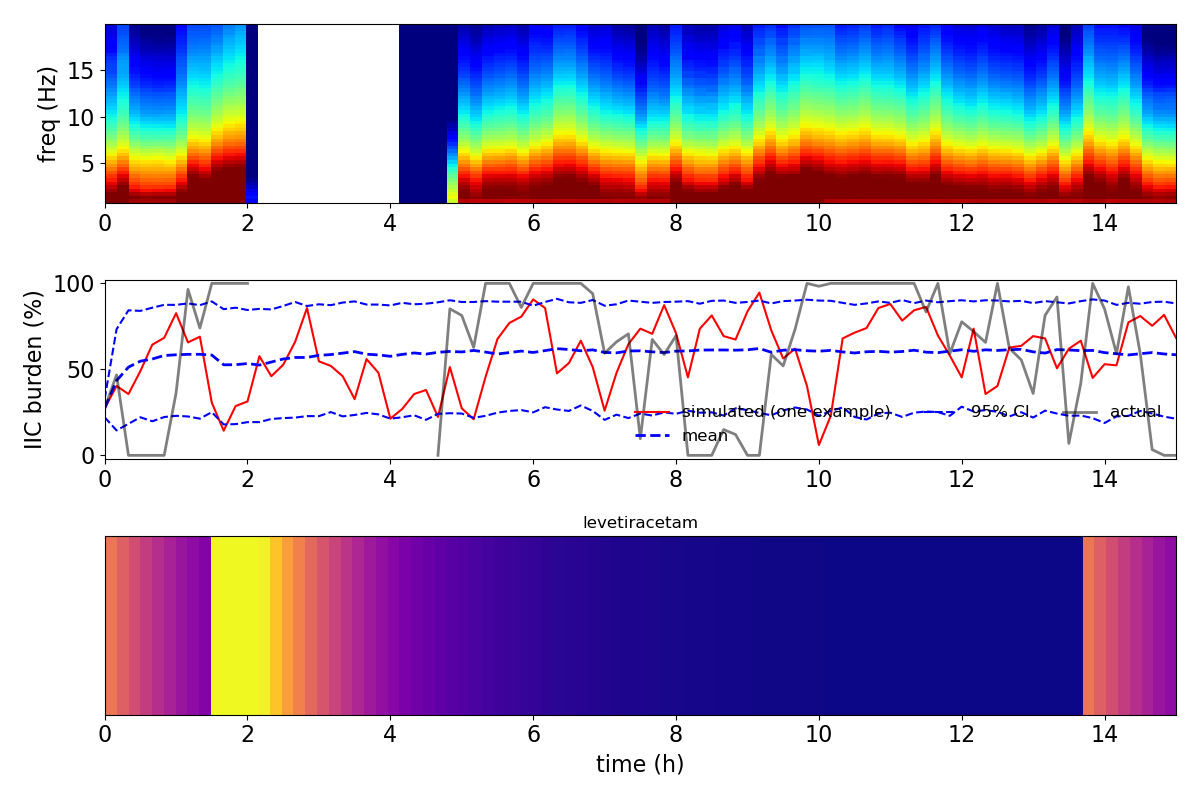 freq (Hz)
15
10
5
0 2 4 6 8 10 12 14
IIC burden (%)
100
50
0
simulated (one example) 95% CI actual
mean
0 2 4 6 8 10 12 14
levetiracetam
0 2 4 6 8 10 12 14
time (h)